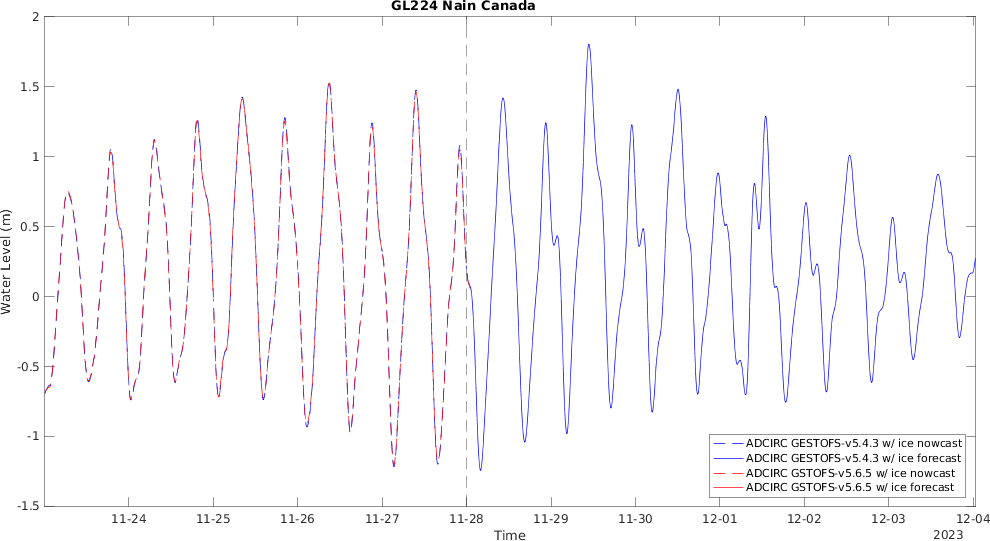 GL224 Nain Canada
2
1.5
1
0.5
0
-0.5
-1
-1.5
Water Level (m)
ADCIRC GESTOFS-v5.4.3 w/ ice nowcast
ADCIRC GESTOFS-v5.4.3 w/ ice forecast
ADCIRC GSTOFS-v5.6.5 w/ ice nowcast
ADCIRC GSTOFS-v5.6.5 w/ ice forecast
11-24 11-25 11-26 11-27 11-28 11-29 11-30 12-01 12-02 12-03 12-04
Time
2023